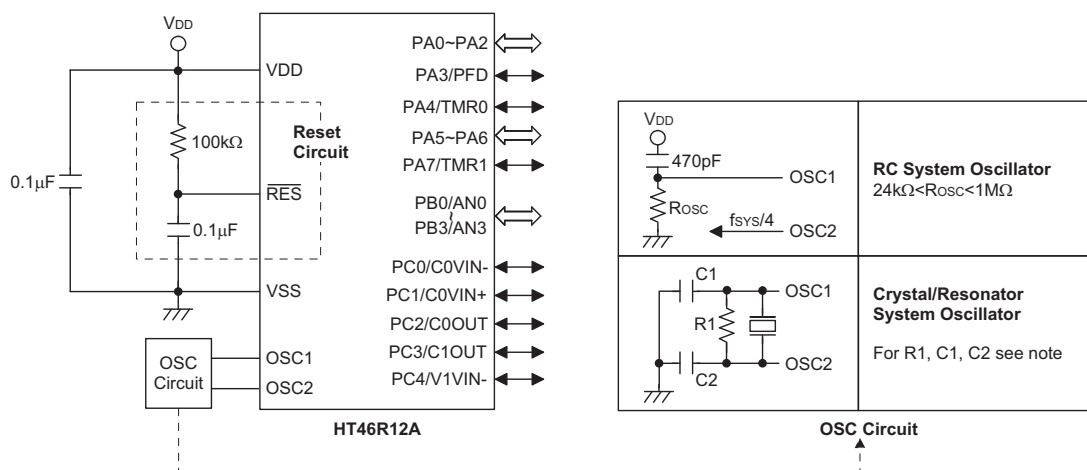 VDD
VDD
100kΩ
Reset
Circuit
0.1μF
RES
0.1μF
VSS
OSC
Circuit
OSC1
OSC2
PA0~PA2
PA3/PFD
PA4/TMR0
PA5~PA6
PA7/TMR1
PB0/AN0
~
PB3/AN3
PC0/C0VIN-
PC1/C0VIN+
PC2/C0OUT
PC3/C1OUT
PC4/V1VIN-
HT46R12A
VDD
470pF
OSC1
ROSC
fSYS/4
OSC2
RC System Oscillator
24kΩ<ROSC<1MΩ
C1
OSC1
R1
OSC2
C2
Crystal/Resonator
System Oscillator
For R1, C1, C2 see note
OSC Circuit